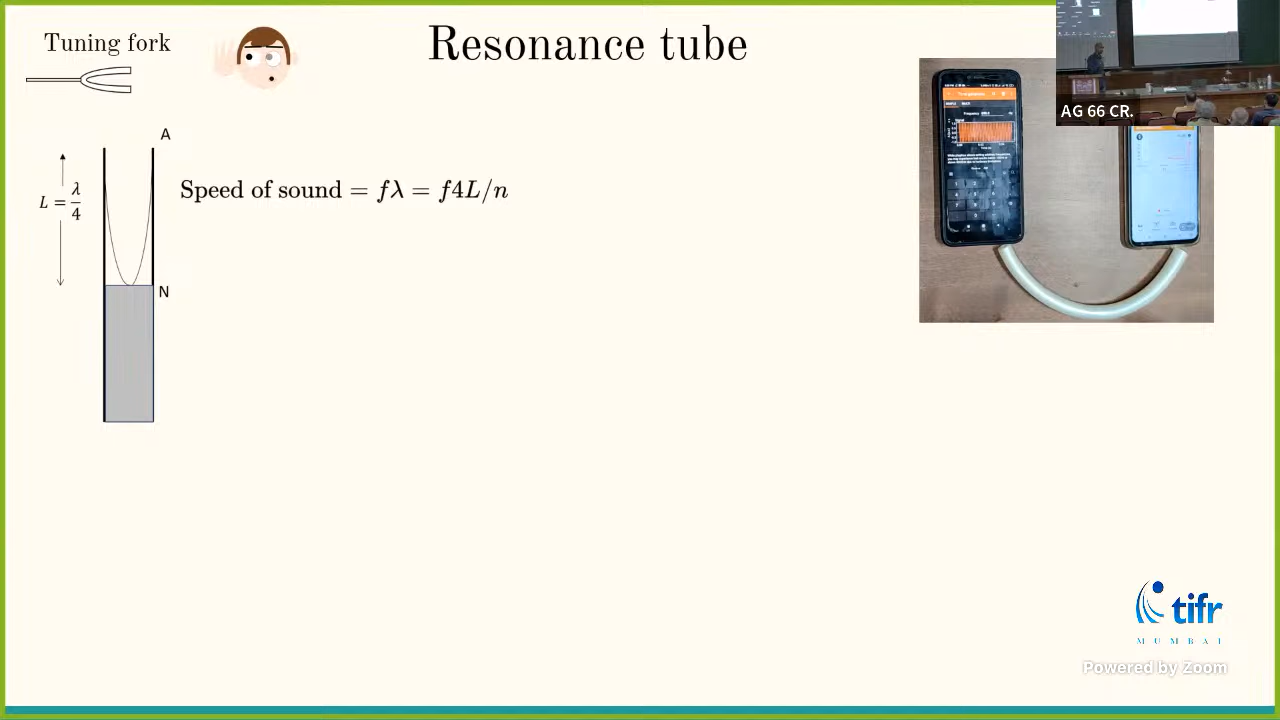 Resonance tube
Tuning fork
AG 66 CR.
A
L = λ/4
Speed of sound = fλ = f4L/n
N
tifr
MUMBAI
Powered by Zoom